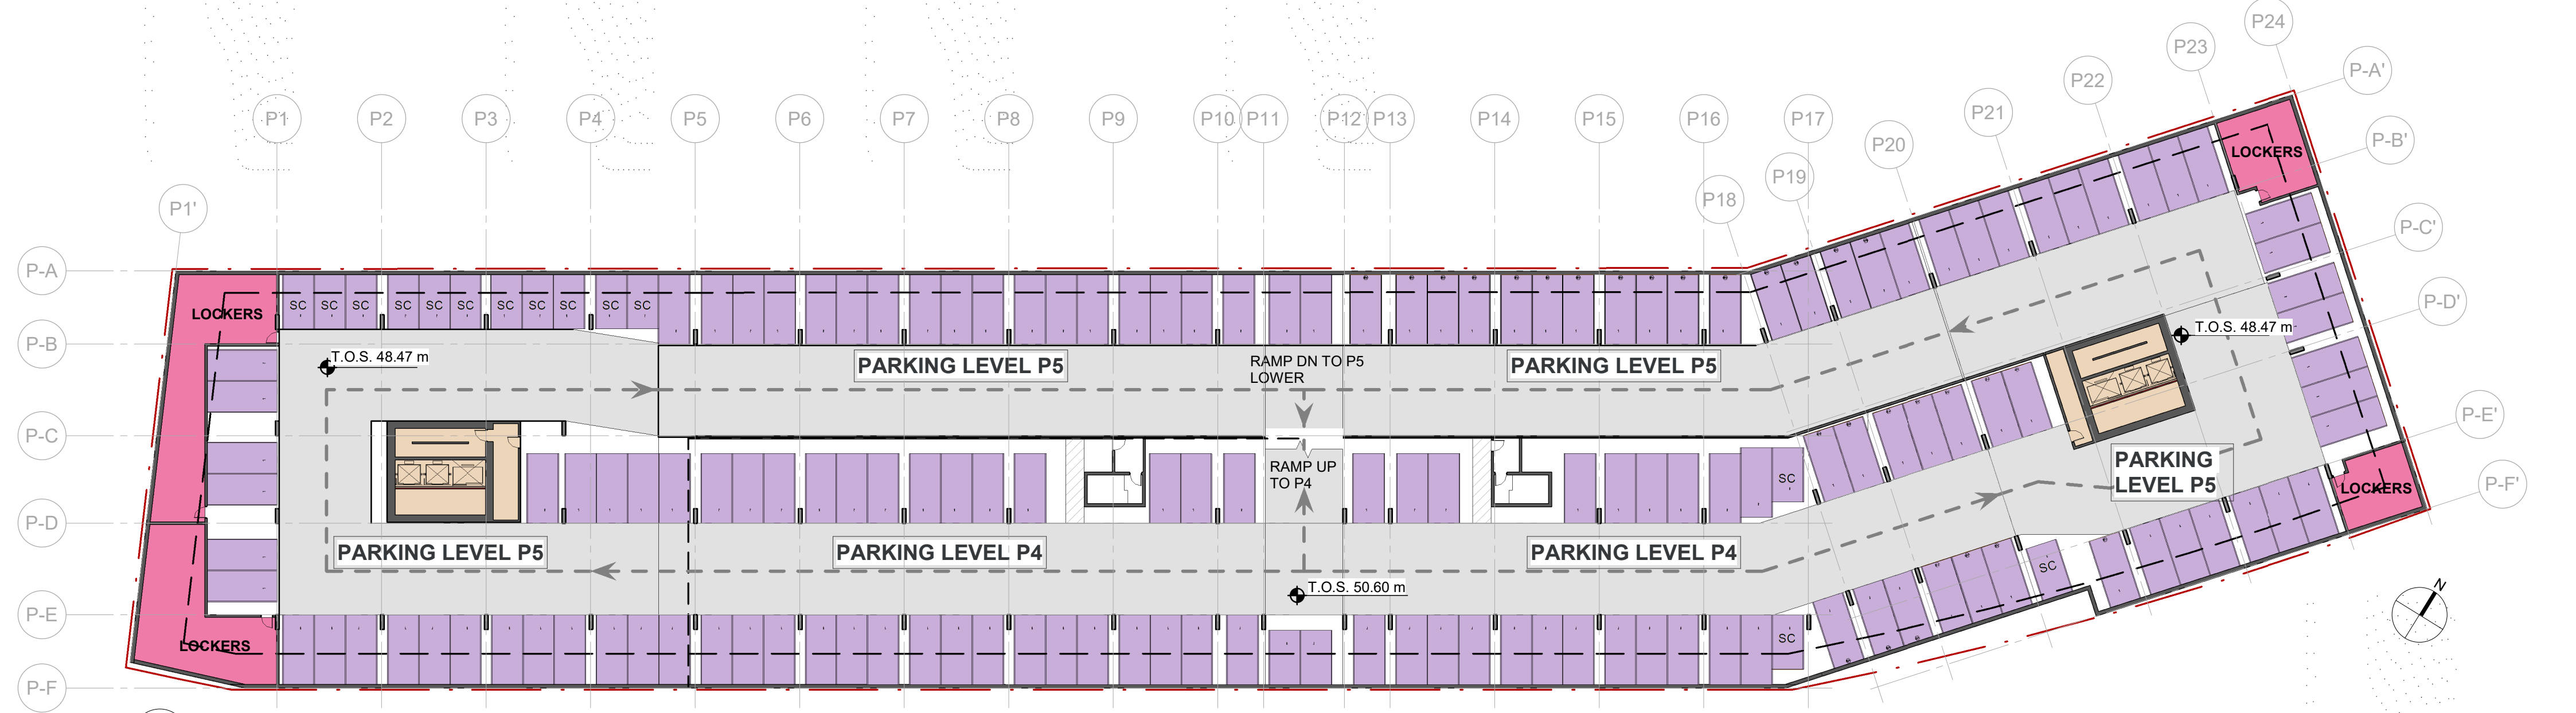 P24
P23
P-A'
P22
P21
P1
P2
P3
P4
P5
P6
P7
P8
P9
P10
P11
P12
P13
P14
P15
P16
P17
P20
P-B'
LOCKERS
P19
P18
P1'
P-C'
P-A
P-D'
SC SC SC SC SC SC SC SC SC SC SC
LOCKERS
T.O.S. 48.47 m
P-B
T.O.S. 48.47 m
PARKING LEVEL P5
RAMP DN TO P5
LOWER
PARKING LEVEL P5
P-E'
P-C
PARKING
LEVEL P5
RAMP UP
TO P4
SC
LOCKERS
P-F'
P-D
PARKING LEVEL P5
PARKING LEVEL P4
PARKING LEVEL P4
SC
T.O.S. 50.60 m
N
P-E
SC
LOCKERS
P-F